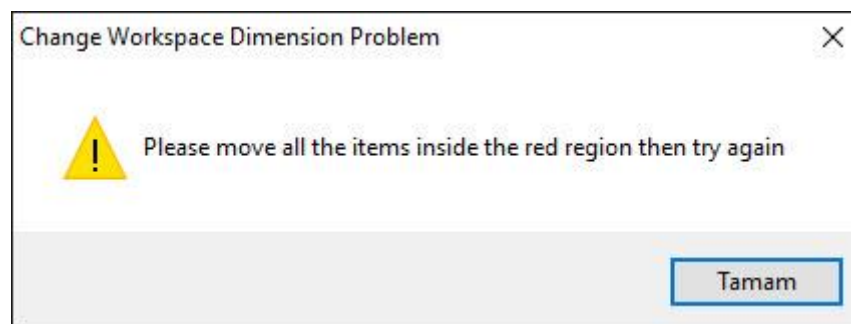 Change Workspace Dimension Problem
Please move all the items inside the red region then try again
Tamam